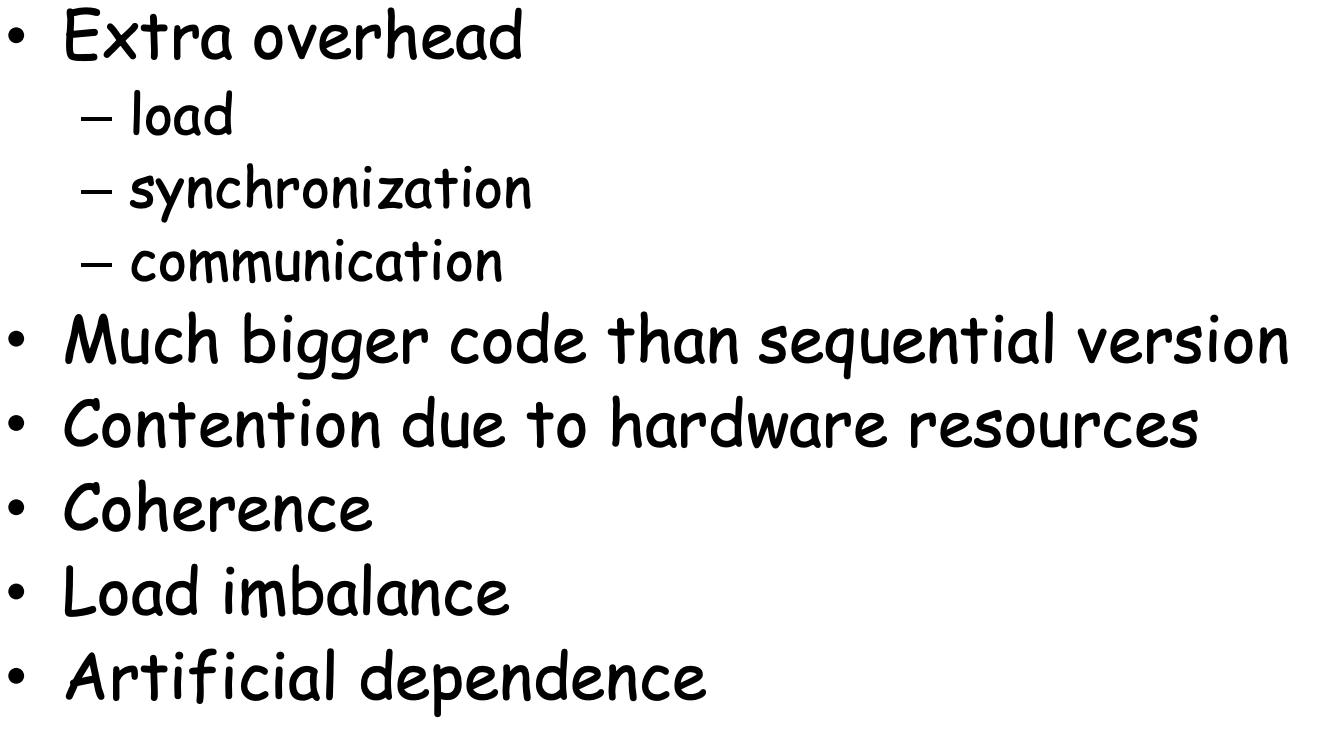 • Extra overhead
– load
– synchronization
– communication
• Much bigger code than sequential version
• Contention due to hardware resources
• Coherence
• Load imbalance
• Artificial dependence